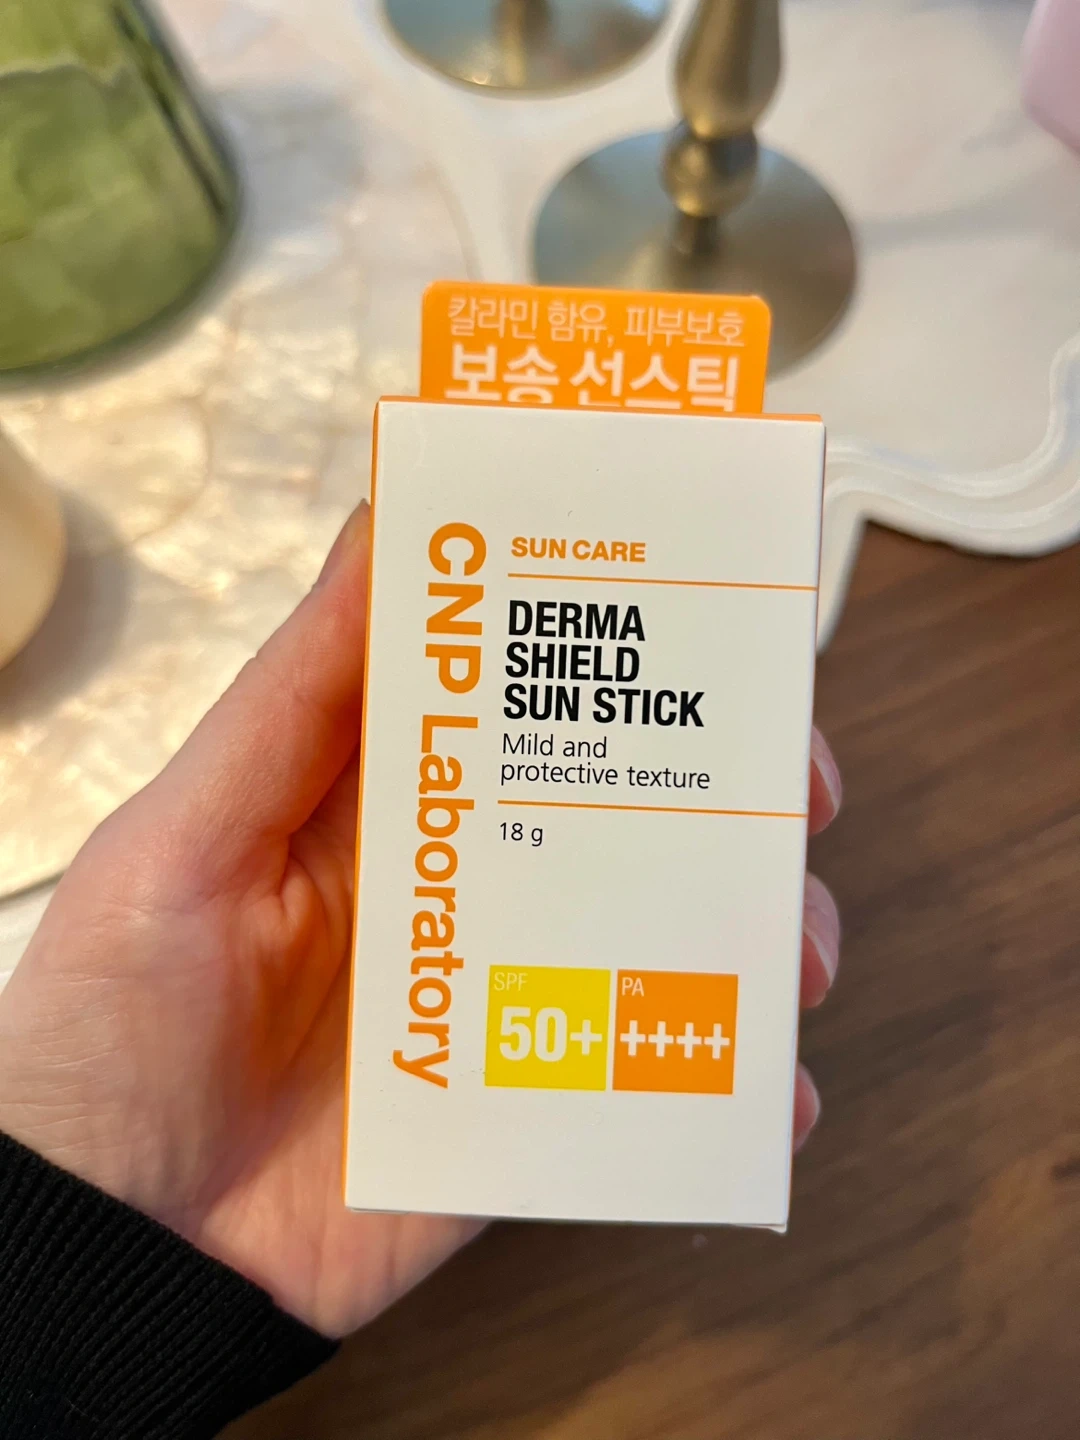 칼라민 함유, 피부보호
보송 선스틱
CNP Laboratory
SUN CARE
DERMA
SHIELD
SUN STICK
Mild and
protective texture
18 g
SPF
50+
PA
++++